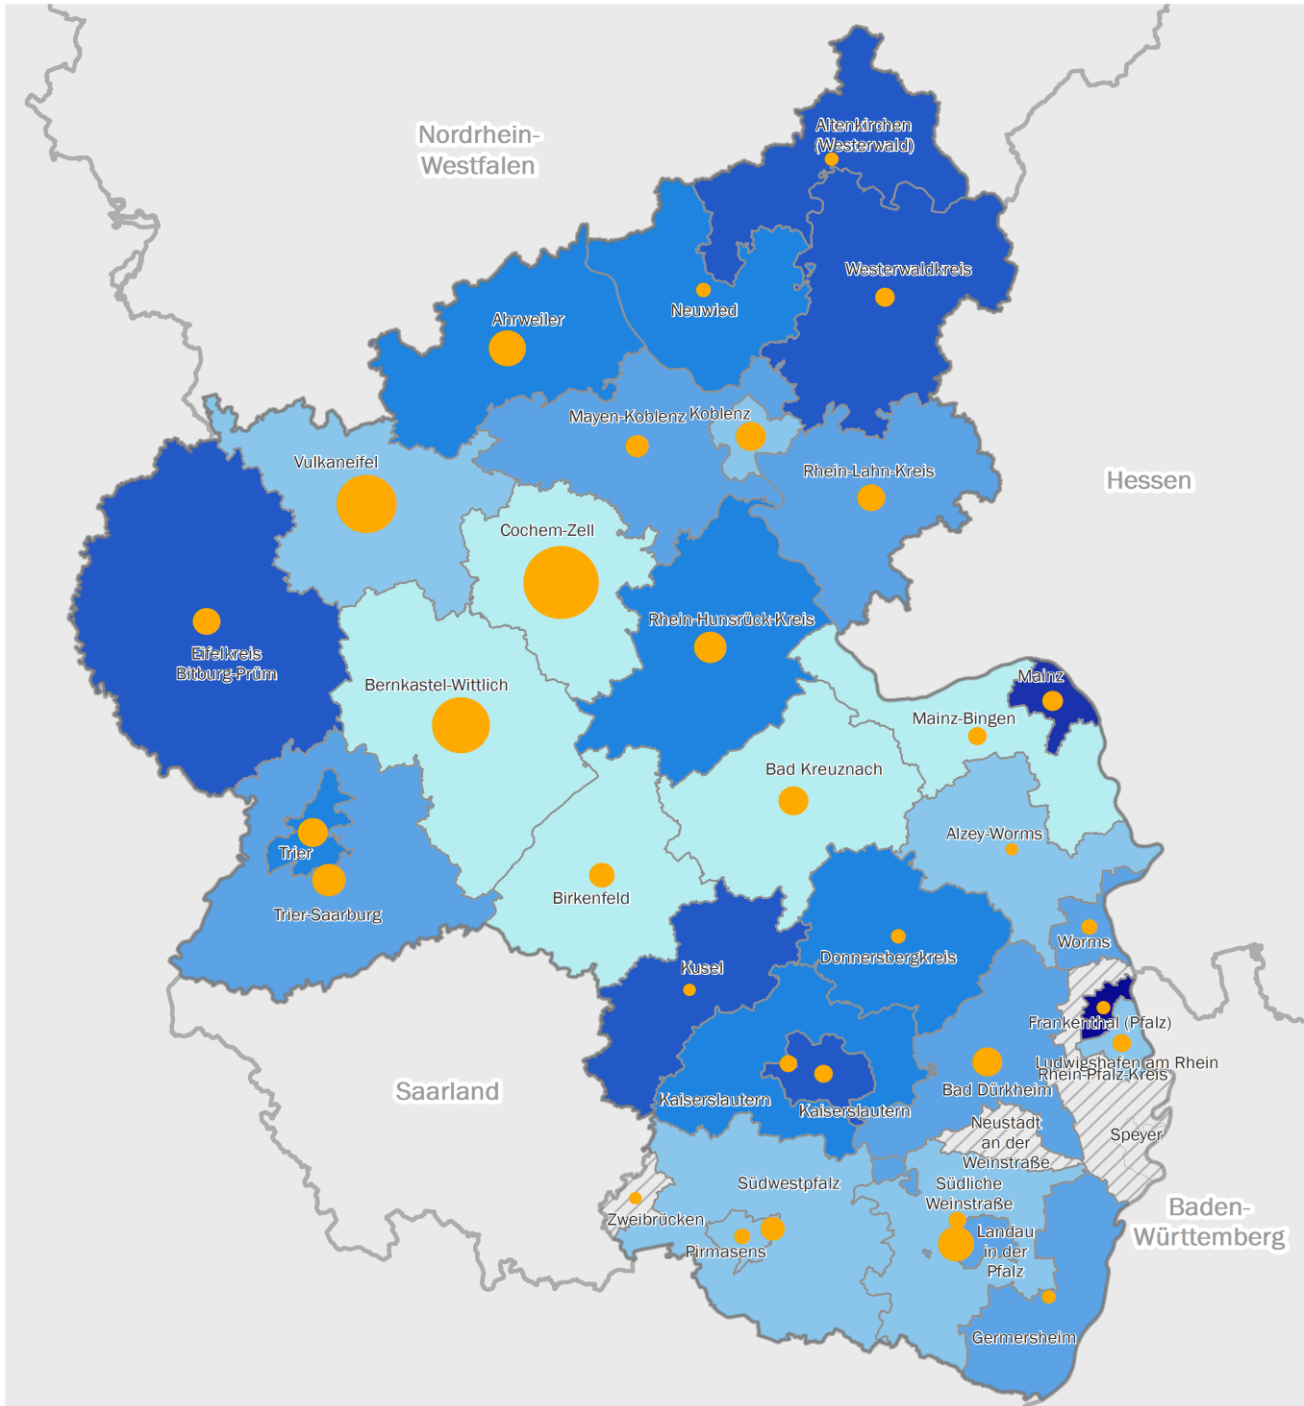 Altenkirchen
(Westerwald)
Nordrhein-
Westfalen
Westerwaldkreis
Neuwied
Ahrweiler
Mayen-Koblenz
Koblenz
Vulkaneifel
Rhein-Lahn-Kreis
Hessen
Cochem-Zell
Rhein-Hunsrück-Kreis
Eifelkreis
Bitburg-Prüm
Mainz
Bernkastel-Wittlich
Mainz-Bingen
Bad Kreuznach
Alzey-Worms
Trier
Birkenfeld
Trier-Saarburg
Worms
Donnersbergkreis
Kusel
Frankenthal (Pfalz)
Ludwigshafen am Rhein
Rhein-Pfalz-Kreis
Saarland
Bad Dürkheim
Kaiserslautern
Kaiserslautern
Neustadt
an der
Weinstraße
Speyer
Südwestpfalz
Südliche
Weinstraße
Baden-
Württemberg
Zweibrücken
Landau
in der
Pfalz
Pirmasens
Germersheim